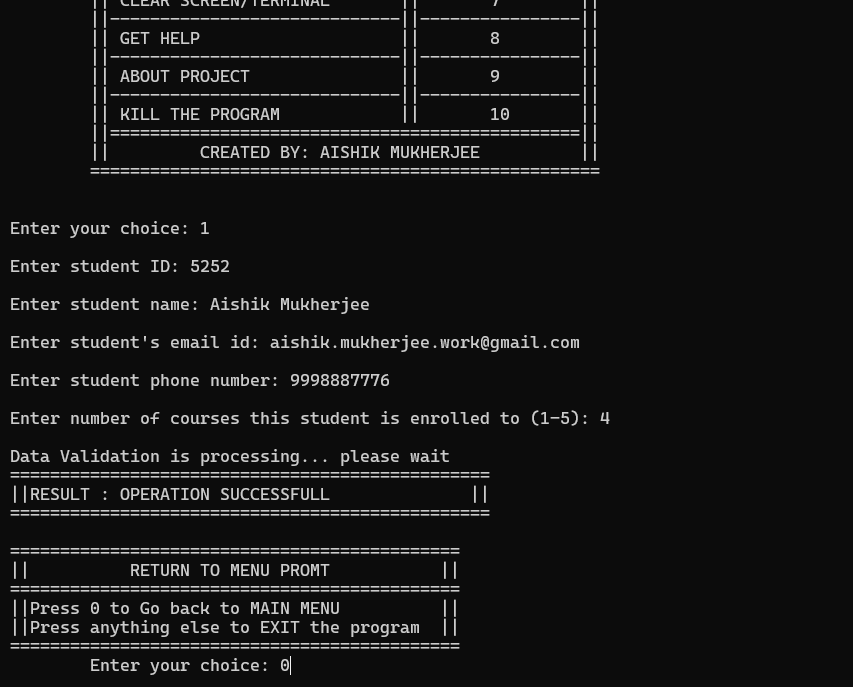 || CLEAR SCREEN/TERMINAL       ||       7        ||
||-----------------------------||----------------||
|| GET HELP                    ||       8        ||
||-----------------------------||----------------||
|| ABOUT PROJECT               ||       9        ||
||-----------------------------||----------------||
|| KILL THE PROGRAM            ||       10       ||
||===============================================||
||         CREATED BY: AISHIK MUKHERJEE          ||
===================================================
Enter your choice: 1
Enter student ID: 5252
Enter student name: Aishik Mukherjee
Enter student's email id: aishik.mukherjee.work@gmail.com
Enter student phone number: 9998887776
Enter number of courses this student is enrolled to (1-5): 4
Data Validation is processing... please wait
================================================
||RESULT : OPERATION SUCCESSFULL              ||
================================================
=============================================
||          RETURN TO MENU PROMT           ||
=============================================
||Press 0 to Go back to MAIN MENU          ||
||Press anything else to EXIT the program  ||
=============================================
Enter your choice: 0